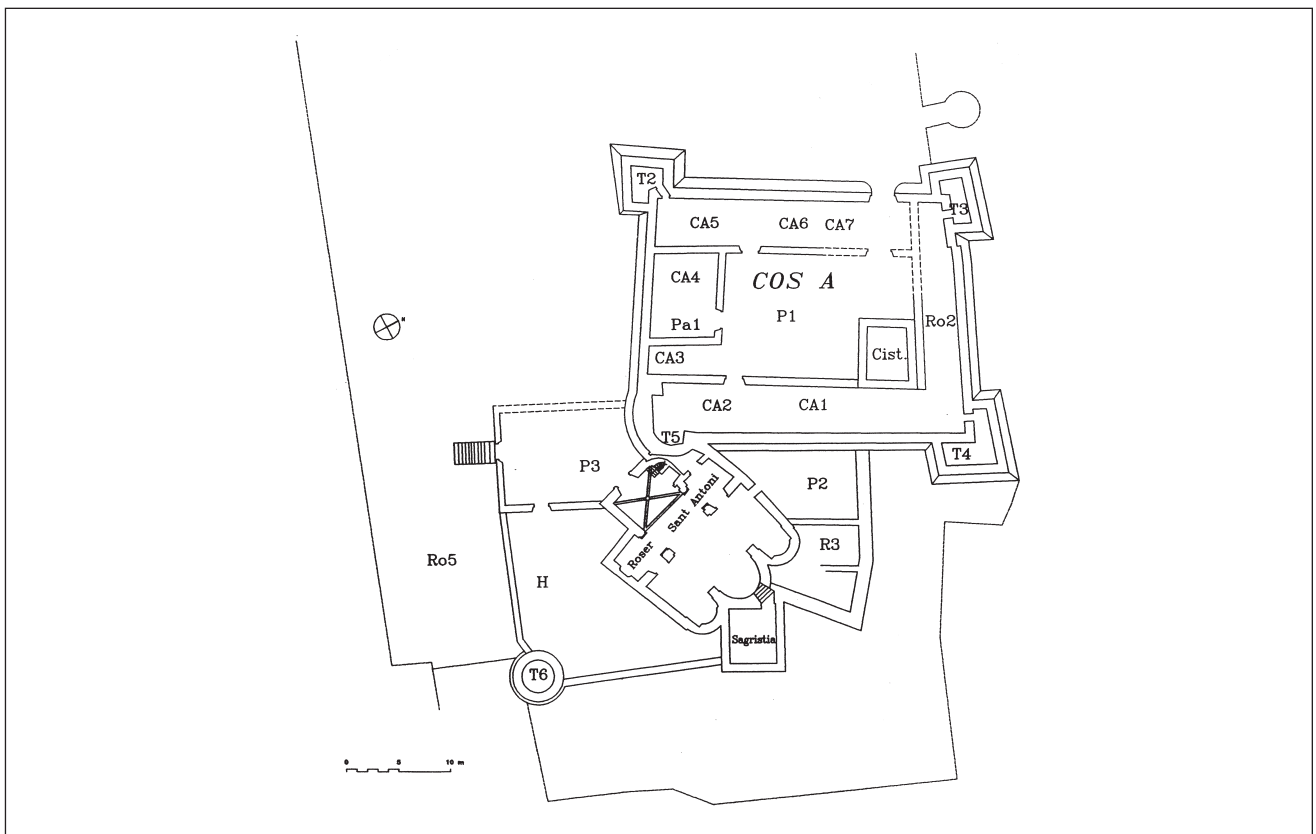 T2
T3
CA5 CA6 CA7
CA4
COS A
P1
Pa1
Ro2
N
Cist.
CA3
CA2 CA1
T5
T4
P3
P2
Sant Antoni
Roser
R3
Ro5
H
Sagristia
T6
0 5 10 m